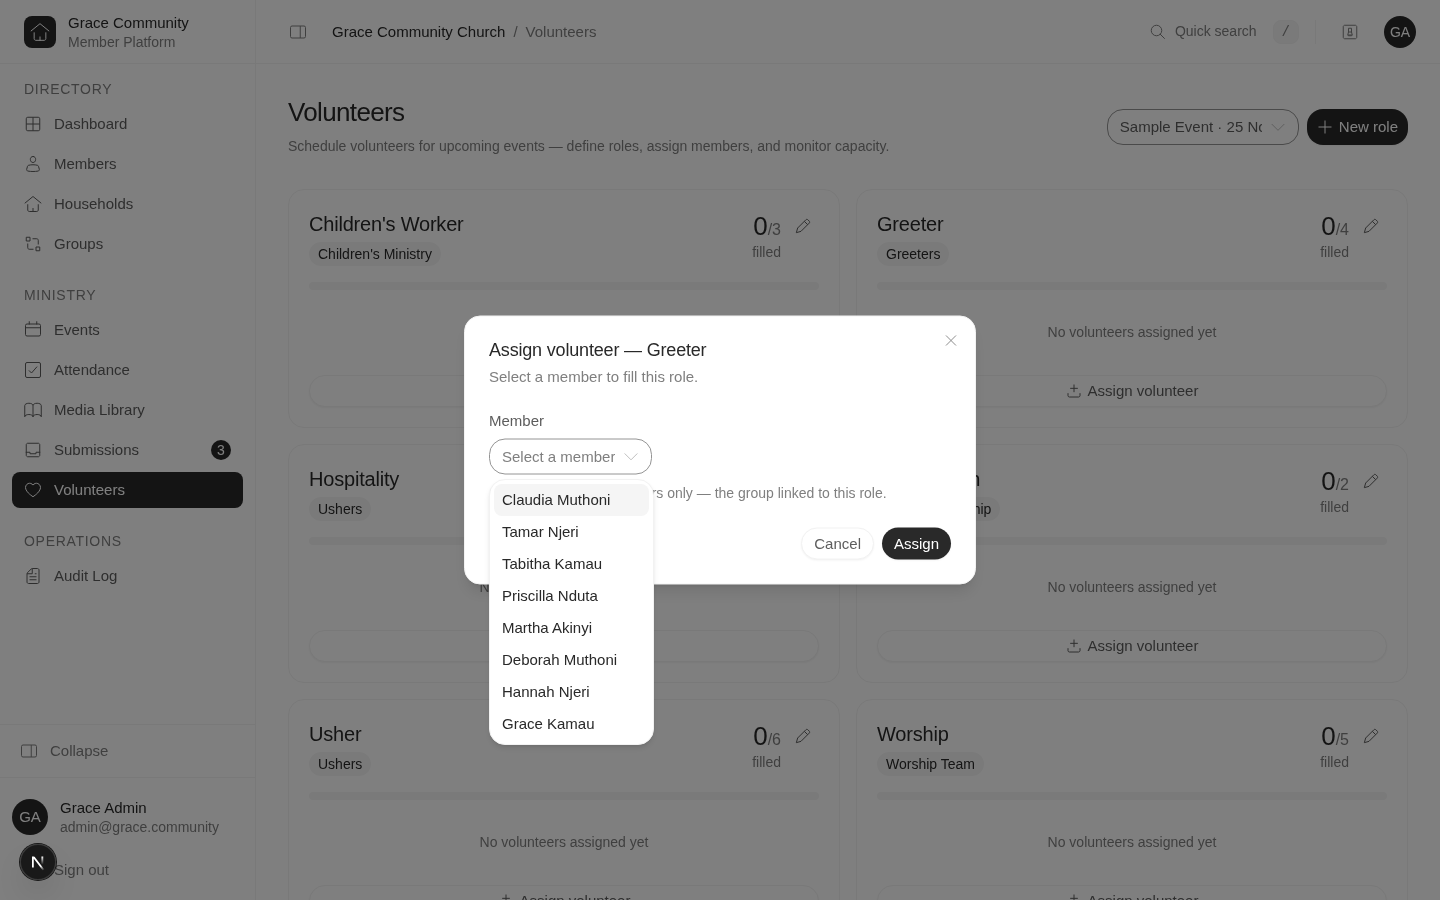 Grace Community
Member Platform
Grace Community Church / Volunteers
Quick search /
GA
DIRECTORY
Dashboard
Members
Households
Groups
MINISTRY
Events
Attendance
Media Library
Submissions 3
Volunteers
OPERATIONS
Audit Log
Collapse
GA
Grace Admin
admin@grace.community
N
Sign out
Volunteers
Schedule volunteers for upcoming events — define roles, assign members, and monitor capacity.
Sample Event · 25
New role
Children's Worker
0/3
Children's Ministry
filled
Greeter
0/4
Greeters
filled
No volunteers assigned yet
Assign volunteer
Hospitality
Ushers
0/2
filled
No volunteers assigned yet
Assign volunteer
Usher
0/6
Ushers
filled
No volunteers assigned yet
Assign volunteer
Worship
0/5
Worship Team
filled
No volunteers assigned yet
Assign volunteer
Assign volunteer — Greeter
Select a member to fill this role.
Member
Select a member
only — the group linked to this role.
Cancel
Assign
Claudia Muthoni
Tamar Njeri
Tabitha Kamau
Priscilla Nduta
Martha Akinyi
Deborah Muthoni
Hannah Njeri
Grace Kamau